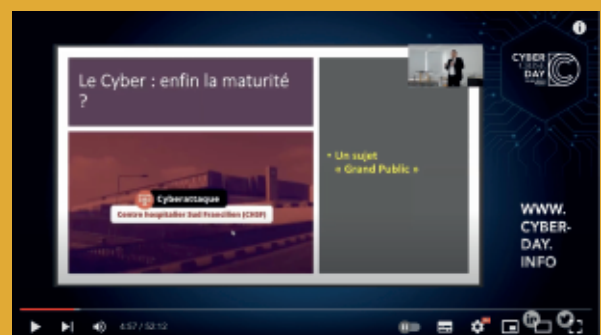 Le Cyber : enfin la maturité
?
Cyberattaque
Centre hospitalier Sud Francilien (CHSF)
• Un sujet
« Grand Public »
CYBER
DAY
WWW.
CYBER-
DAY.
INFO
4:57 / 53:12